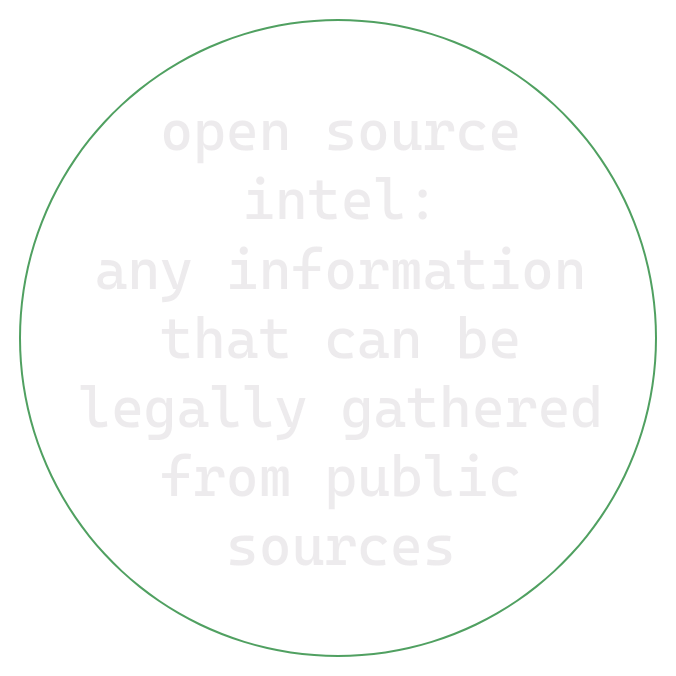 open source
intel:
any information
that can be
legally gathered
from public
sources